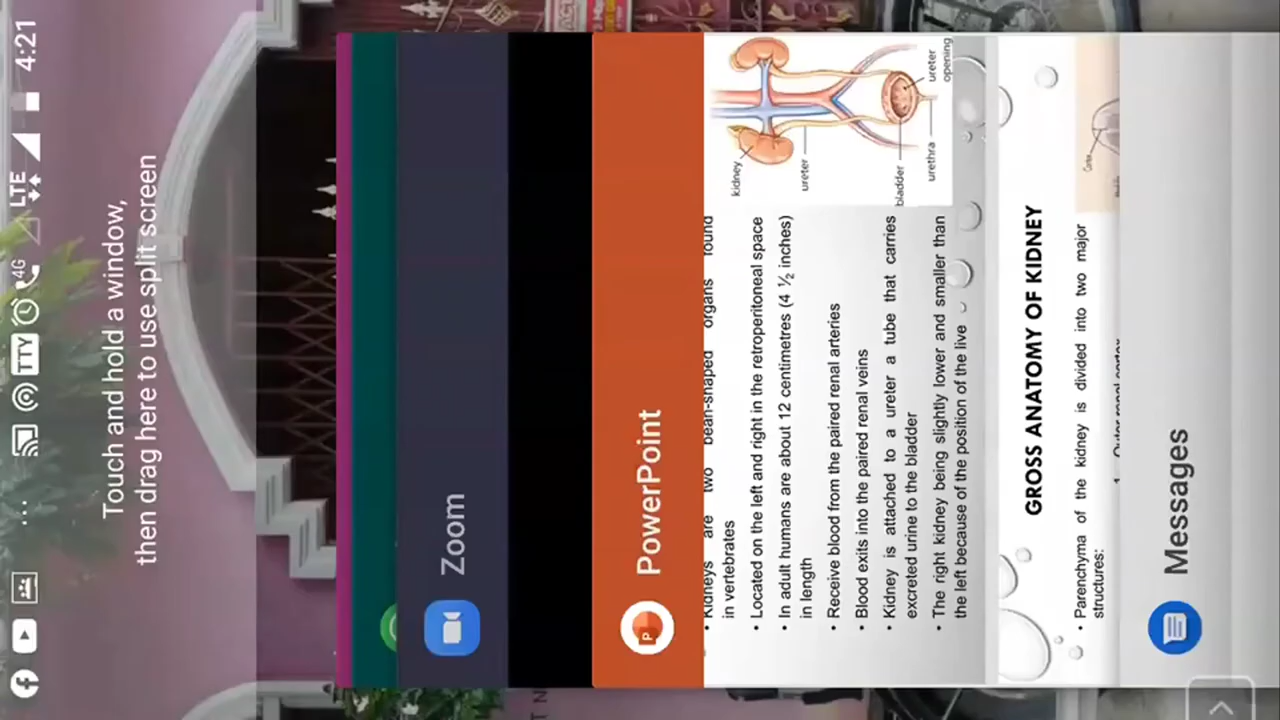 4:21
LTE
4G
TTY
...
Touch and hold a window,
then drag here to use split screen
Zoom
PowerPoint
• Kidneys are two bean-shaped organs found
in vertebrates
• Located on the left and right in the retroperitoneal space
• In adult humans are about 12 centimetres (4 ½ inches)
in length
• Receive blood from the paired renal arteries
• Blood exits into the paired renal veins
• Kidney is attached to a ureter a tube that carries
excreted urine to the bladder
• The right kidney being slightly lower and smaller than
the left because of the position of the live
kidney
ureter
bladder
urethra
ureter
opening
GROSS ANATOMY OF KIDNEY
• Parenchyma of the kidney is divided into two major
structures:
1. Outer renal cortex
Messages